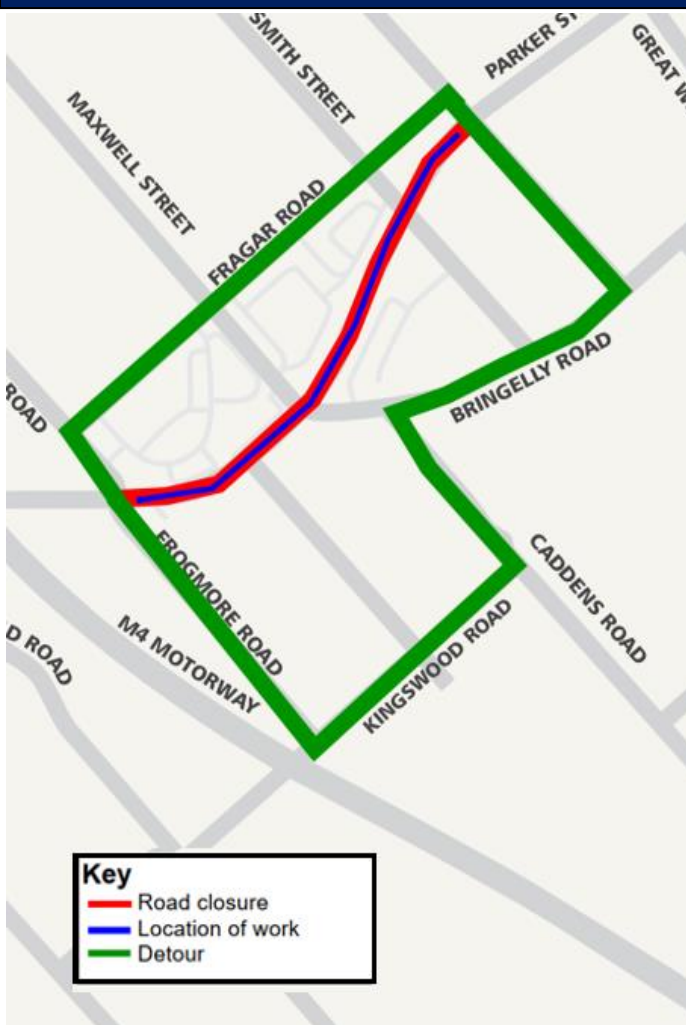 SMITH STREET
PARKER ST
GREAT W
MAXWELL STREET
FRAGAR ROAD
ROAD
BRINGELLY ROAD
FROGMORE ROAD
CADDENS ROAD
M4 MOTORWAY
D ROAD
KINGSWOOD ROAD
Key
Road closure
Location of work
Detour